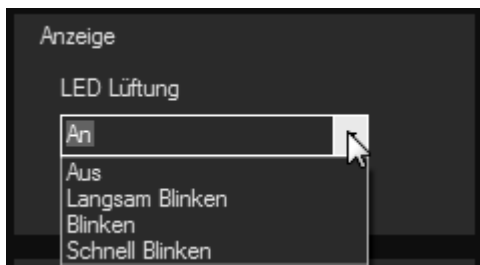 Anzeige
LED Lüftung
An
Aus
Langsam Blinken
Blinken
Schnell Blinken